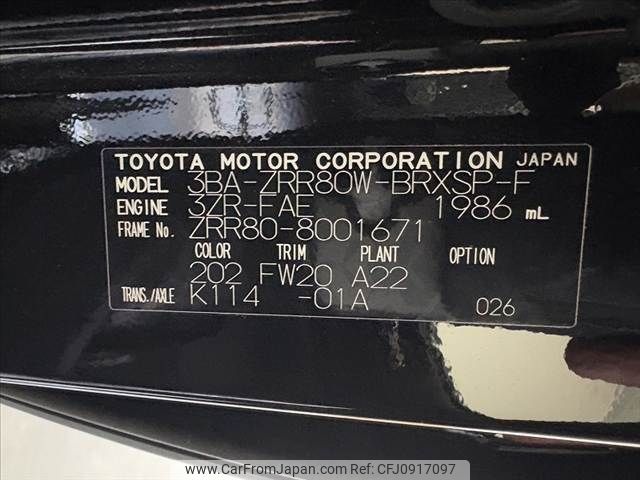 TOYOTA MOTOR CORPORATION JAPAN
MODEL 3BA-ZRR80W-BRXSP-F
ENGINE 3ZR-FAE 1986 mL
FRAME NO. ZRR80-8001671
COLOR TRIM PLANT OPTION
202 FW20 A22
TRANS./AXLE K114 -01A 026
www.CarFromJapan.com CarFromJapan - CFJ0917097